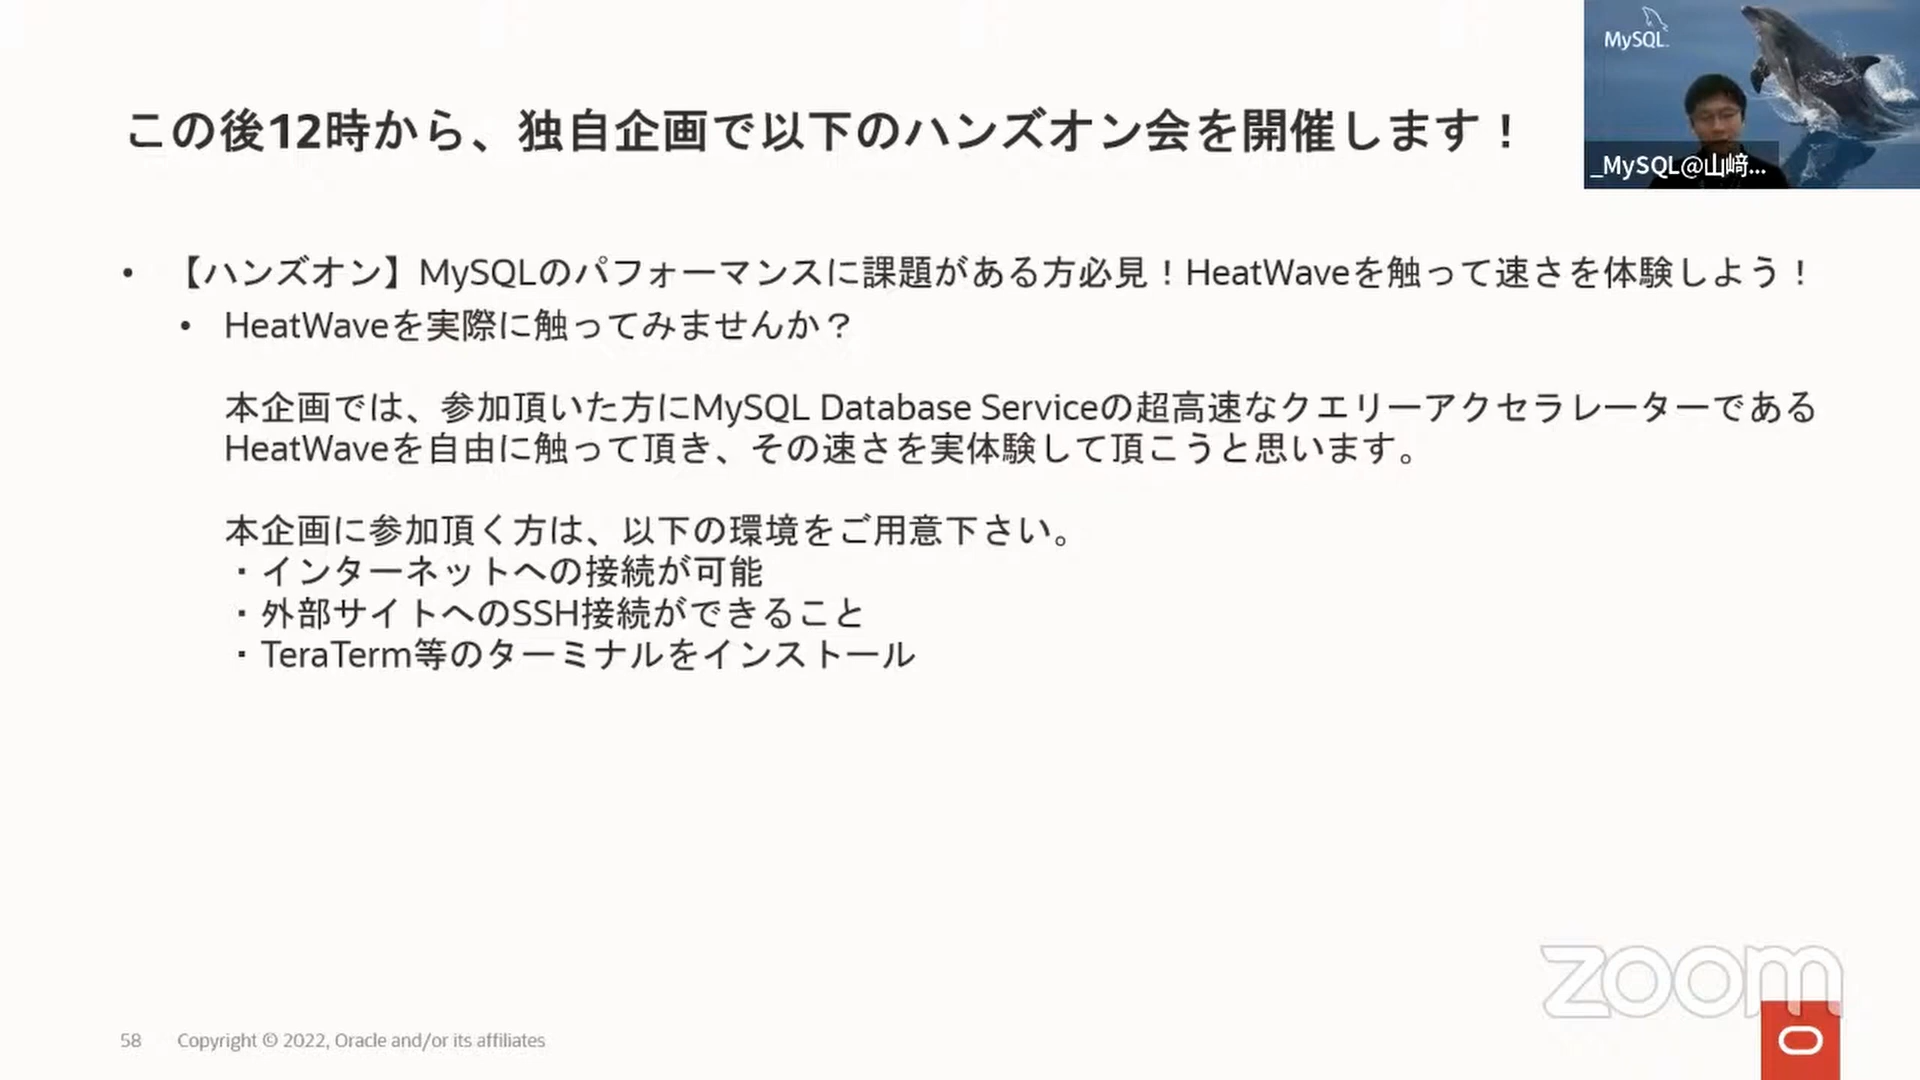 この後12時から、独自企画で以下のハンズオン会を開催します！
MySQL
_MySQL@山﨑...
• 【ハンズオン】MySQLのパフォーマンスに課題がある方必見！HeatWaveを触って速さを体験しよう！
• HeatWaveを実際に触ってみませんか？
本企画では、参加頂いた方にMySQL Database Serviceの超高速なクエリーアクセラレーターである
HeatWaveを自由に触って頂き、その速さを実体験して頂こうと思います。
本企画に参加頂く方は、以下の環境をご用意下さい。
・インターネットへの接続が可能
・外部サイトへのSSH接続ができること
・TeraTerm等のターミナルをインストール
zoom
58 Copyright © 2022, Oracle and/or its affiliates